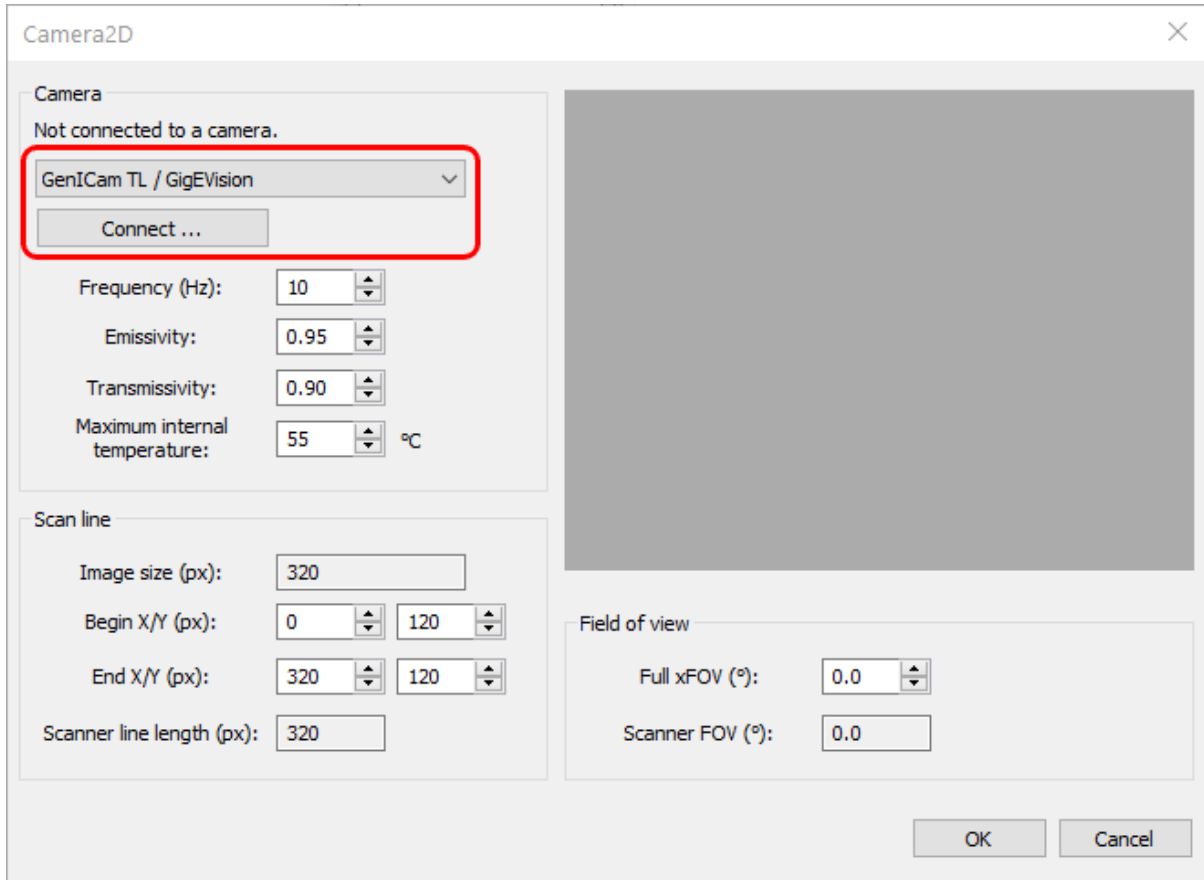 Camera2D
Camera
Not connected to a camera.
GenICam TL / GigEVision
Connect ...
Frequency (Hz): 10
Emissivity: 0.95
Transmissivity: 0.90
Maximum internal
temperature: 55 °C
Scan line
Image size (px): 320
Begin X/Y (px): 0 120
End X/Y (px): 320 120
Scanner line length (px): 320
Field of view
Full xFOV (°): 0.0
Scanner FOV (°): 0.0
OK Cancel